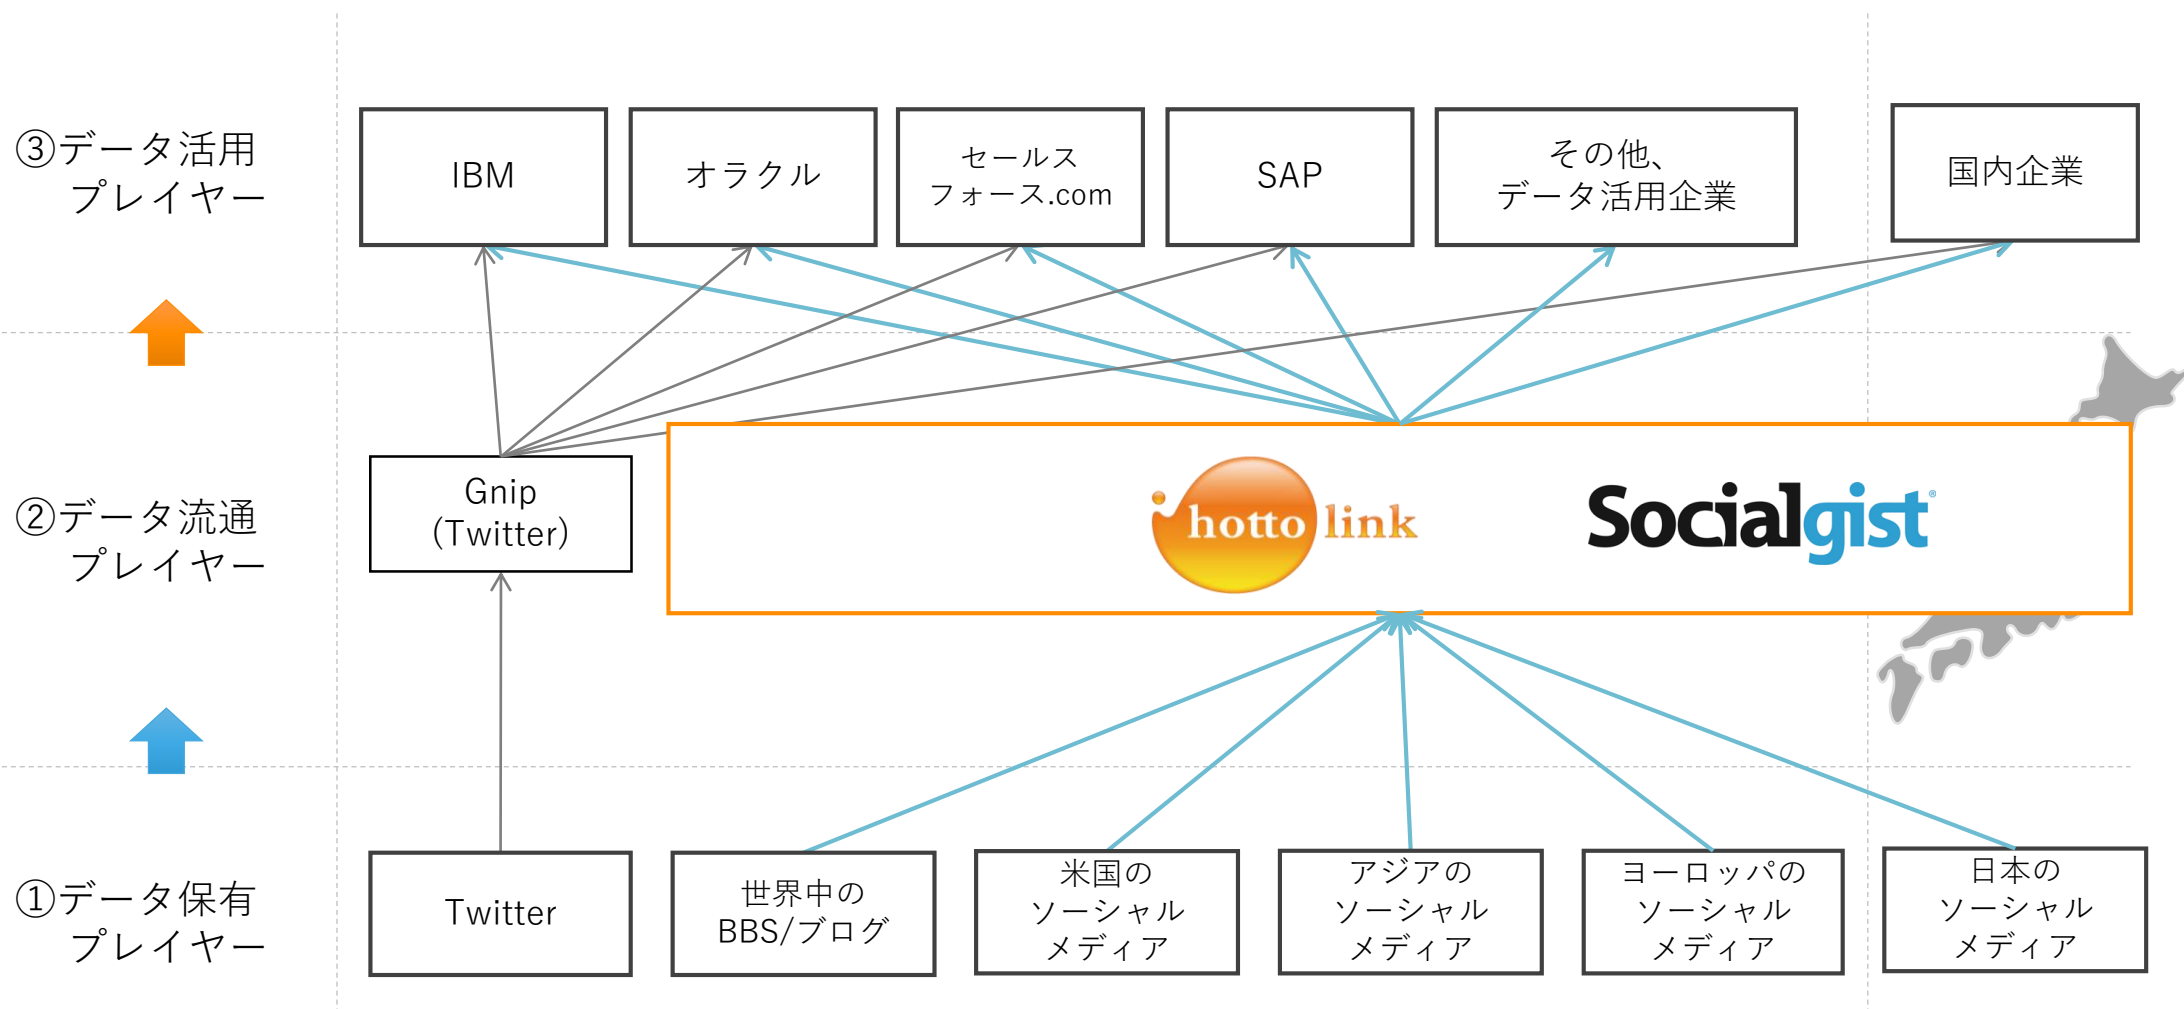 ③データ活用
プレイヤー
IBM
オラクル
セールス
フォース.com
SAP
その他、
データ活用企業
国内企業
②データ流通
プレイヤー
Gnip
(Twitter)
hotto link
Socialgist®
①データ保有
プレイヤー
Twitter
世界中の
BBS/ブログ
米国の
ソーシャル
メディア
アジアの
ソーシャル
メディア
ヨーロッパの
ソーシャル
メディア
日本の
ソーシャル
メディア